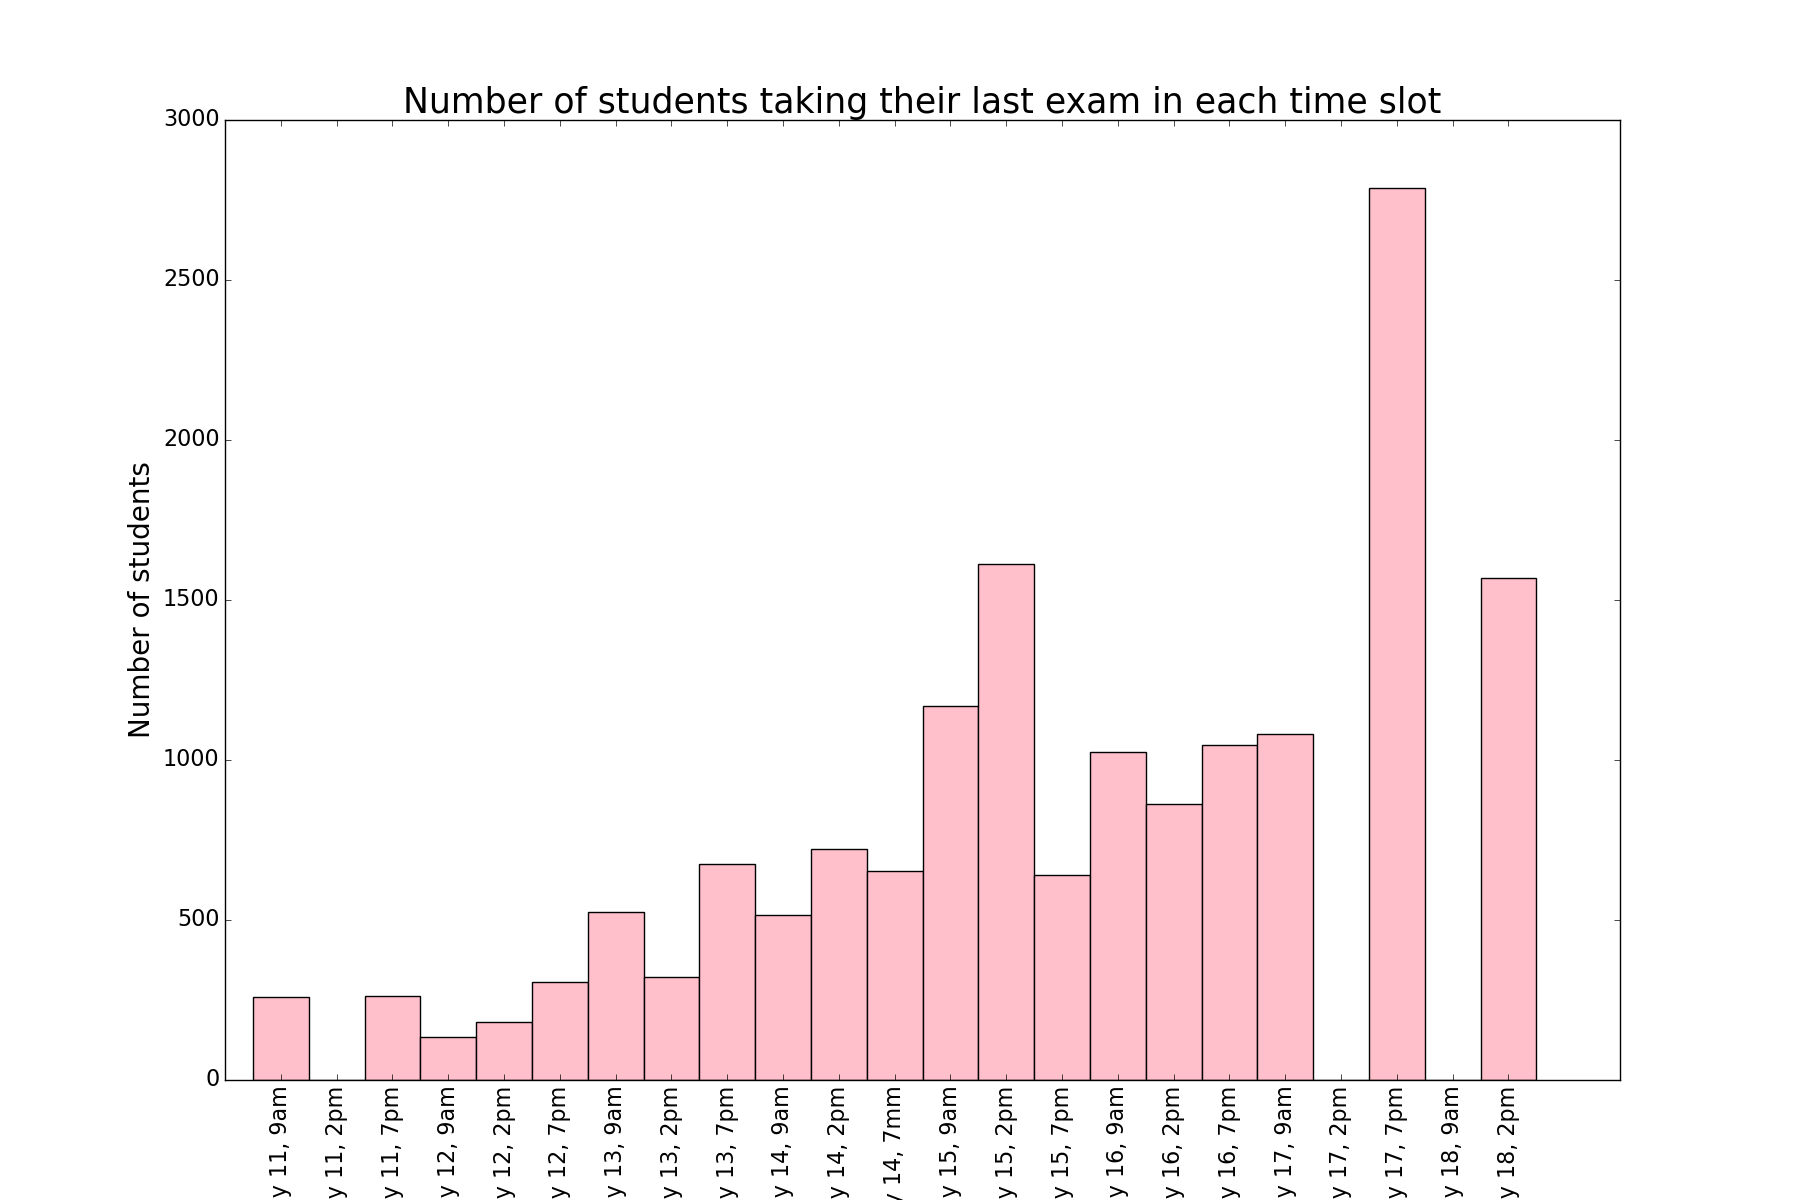 Number of students taking their last exam in each time slot
Number of students
3000
2500
2000
1500
1000
500
0
y 11, 9am
y 11, 2pm
y 11, 7pm
y 12, 9am
y 12, 2pm
y 12, 7pm
y 13, 9am
y 13, 2pm
y 13, 7pm
y 14, 9am
y 14, 2pm
y 14, 7mm
y 15, 9am
y 15, 2pm
y 15, 7pm
y 16, 9am
y 16, 2pm
y 16, 7pm
y 17, 9am
y 17, 2pm
y 17, 7pm
y 18, 9am
y 18, 2pm